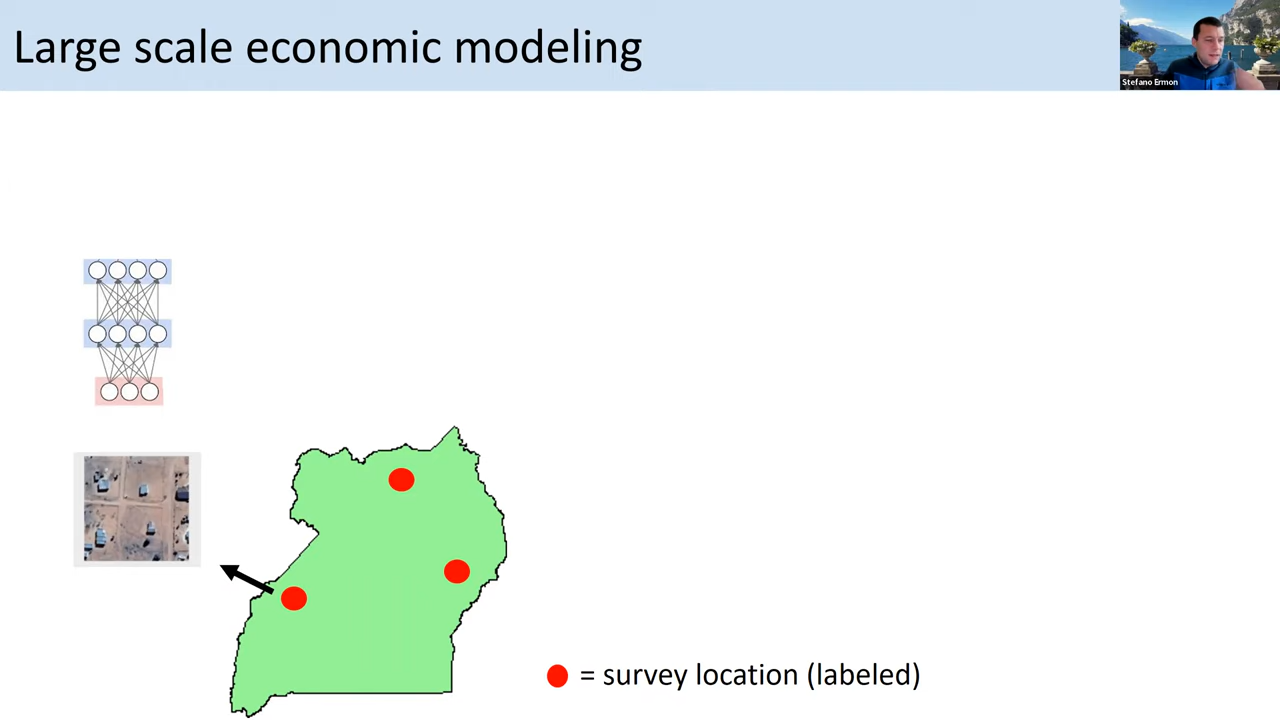 Large scale economic modeling
Stefano Ermon
= survey location (labeled)